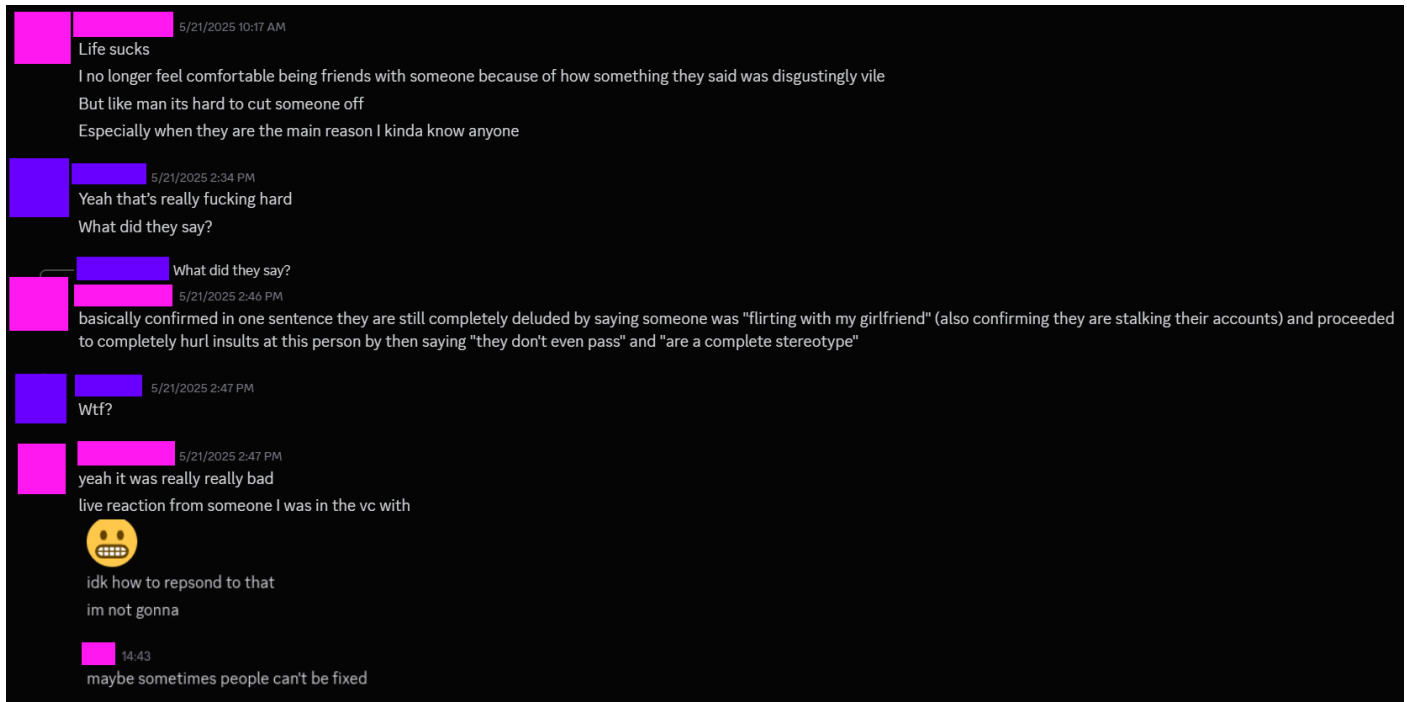 5/21/2025 10:17 AM
Life sucks
I no longer feel comfortable being friends with someone because of how something they said was disgustingly vile
But like man its hard to cut someone off
Especially when they are the main reason I kinda know anyone
5/21/2025 2:34 PM
Yeah that's really fucking hard
What did they say?
What did they say?
5/21/2025 2:46 PM
basically confirmed in one sentence they are still completely deluded by saying someone was "flirting with my girlfriend" (also confirming they are stalking their accounts) and proceeded
to completely hurl insults at this person by then saying "they don't even pass" and "are a complete stereotype"
5/21/2025 2:47 PM
Wtf?
5/21/2025 2:47 PM
yeah it was really really bad
live reaction from someone I was in the vc with
idk how to repsond to that
im not gonna
14:43
maybe sometimes people can't be fixed